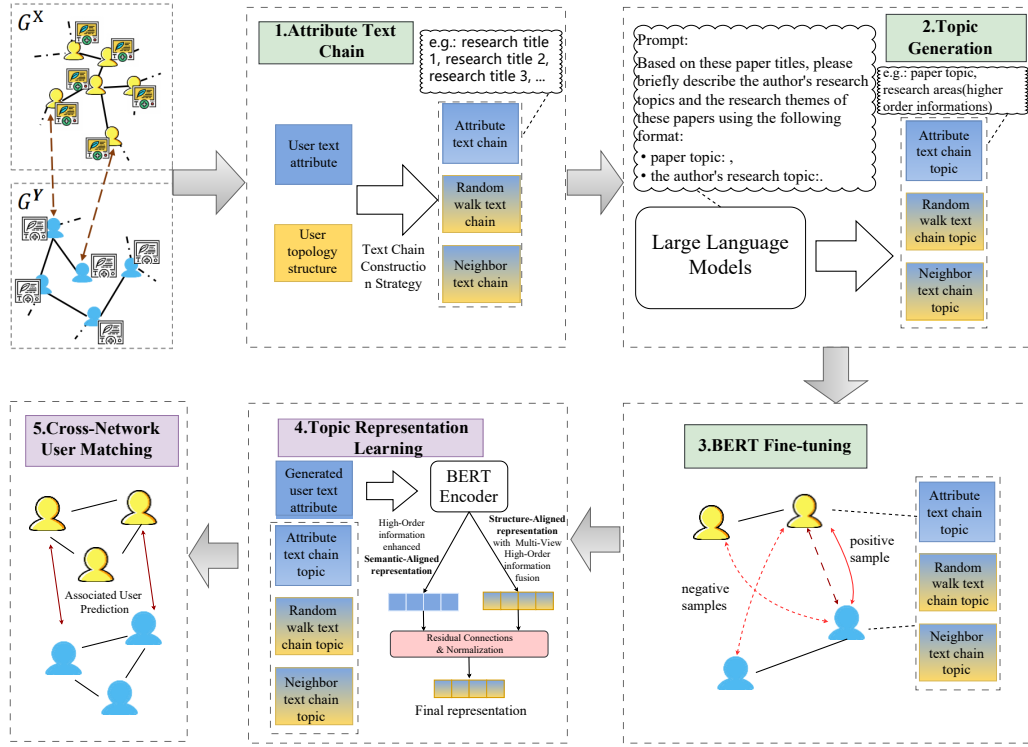 G^X
G^Y
1.Attribute Text
Chain
e.g.: research title
1, research title 2,
research title 3, ...
User text
attribute
User
topology
structure
Text Chain
Constructio
n Strategy
Attribute
text chain
Random
walk text
chain
Neighbor
text chain
2.Topic
Generation
Prompt:
Based on these paper titles, please
briefly describe the author's research
topics and the research themes of
these papers using the following
format:
• paper topic: ,
• the author's research topic:.
e.g.: paper topic,
research areas(higher
order informations)
Large Language
Models
Attribute
text chain
topic
Random
walk text
chain topic
Neighbor
text chain
topic
3.BERT Fine-tuning
positive
sample
negative
samples
Attribute
text chain
topic
Random
walk text
chain topic
Neighbor
text chain
topic
4.Topic Representation
Learning
Generated
user text
attribute
BERT
Encoder
Attribute
text chain
topic
Random
walk text
chain topic
Neighbor
text chain
topic
High-Order
information
enhanced
Semantic-Aligned
representation
Structure-Aligned
representation
with Multi-View
High-Order
information
fusion
Residual Connections
& Normalization
Final representation
5.Cross-Network
User Matching
Associated User
Prediction